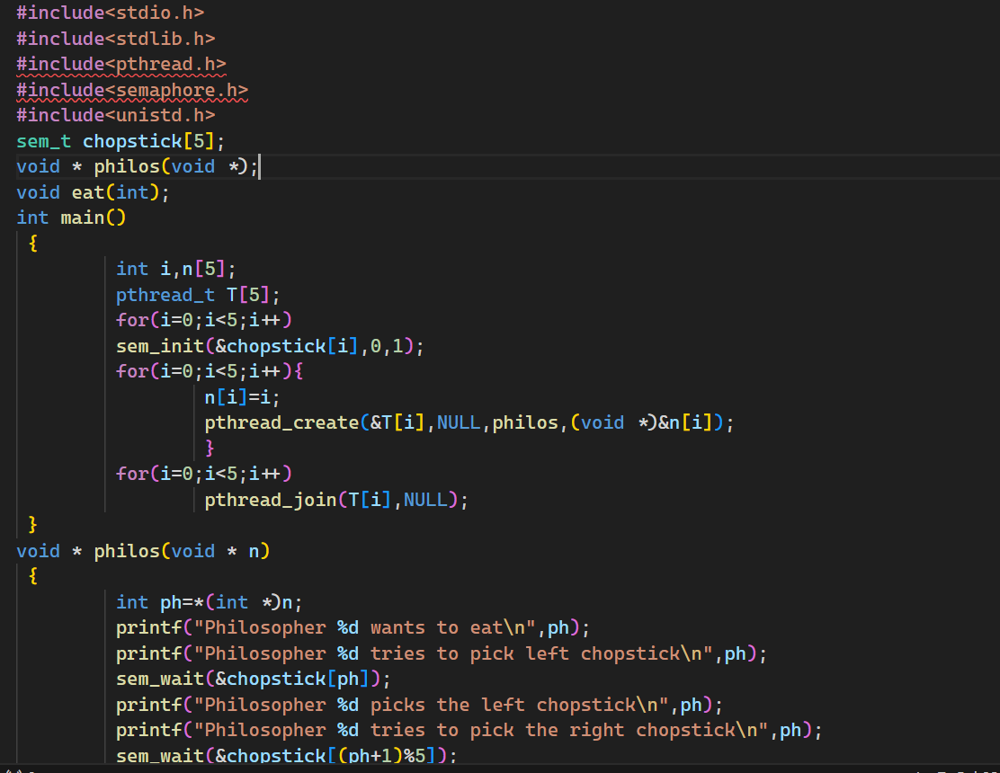 #include<stdio.h>
#include<stdlib.h>
#include<pthread.h>
#include<semaphore.h>
#include<unistd.h>
sem_t chopstick[5];
void * philos(void *);
void eat(int);
int main()
{
int i,n[5];
pthread_t T[5];
for(i=0;i<5;i++)
sem_init(&chopstick[i],0,1);
for(i=0;i<5;i++){
n[i]=i;
pthread_create(&T[i],NULL,philos,(void *)&n[i]);
}
for(i=0;i<5;i++)
pthread_join(T[i],NULL);
}
void * philos(void * n)
{
int ph=*(int *)n;
printf("Philosopher %d wants to eat\n",ph);
printf("Philosopher %d tries to pick left chopstick\n",ph);
sem_wait(&chopstick[ph]);
printf("Philosopher %d picks the left chopstick\n",ph);
printf("Philosopher %d tries to pick the right chopstick\n",ph);
sem_wait(&chopstick[(ph+1)%5]);